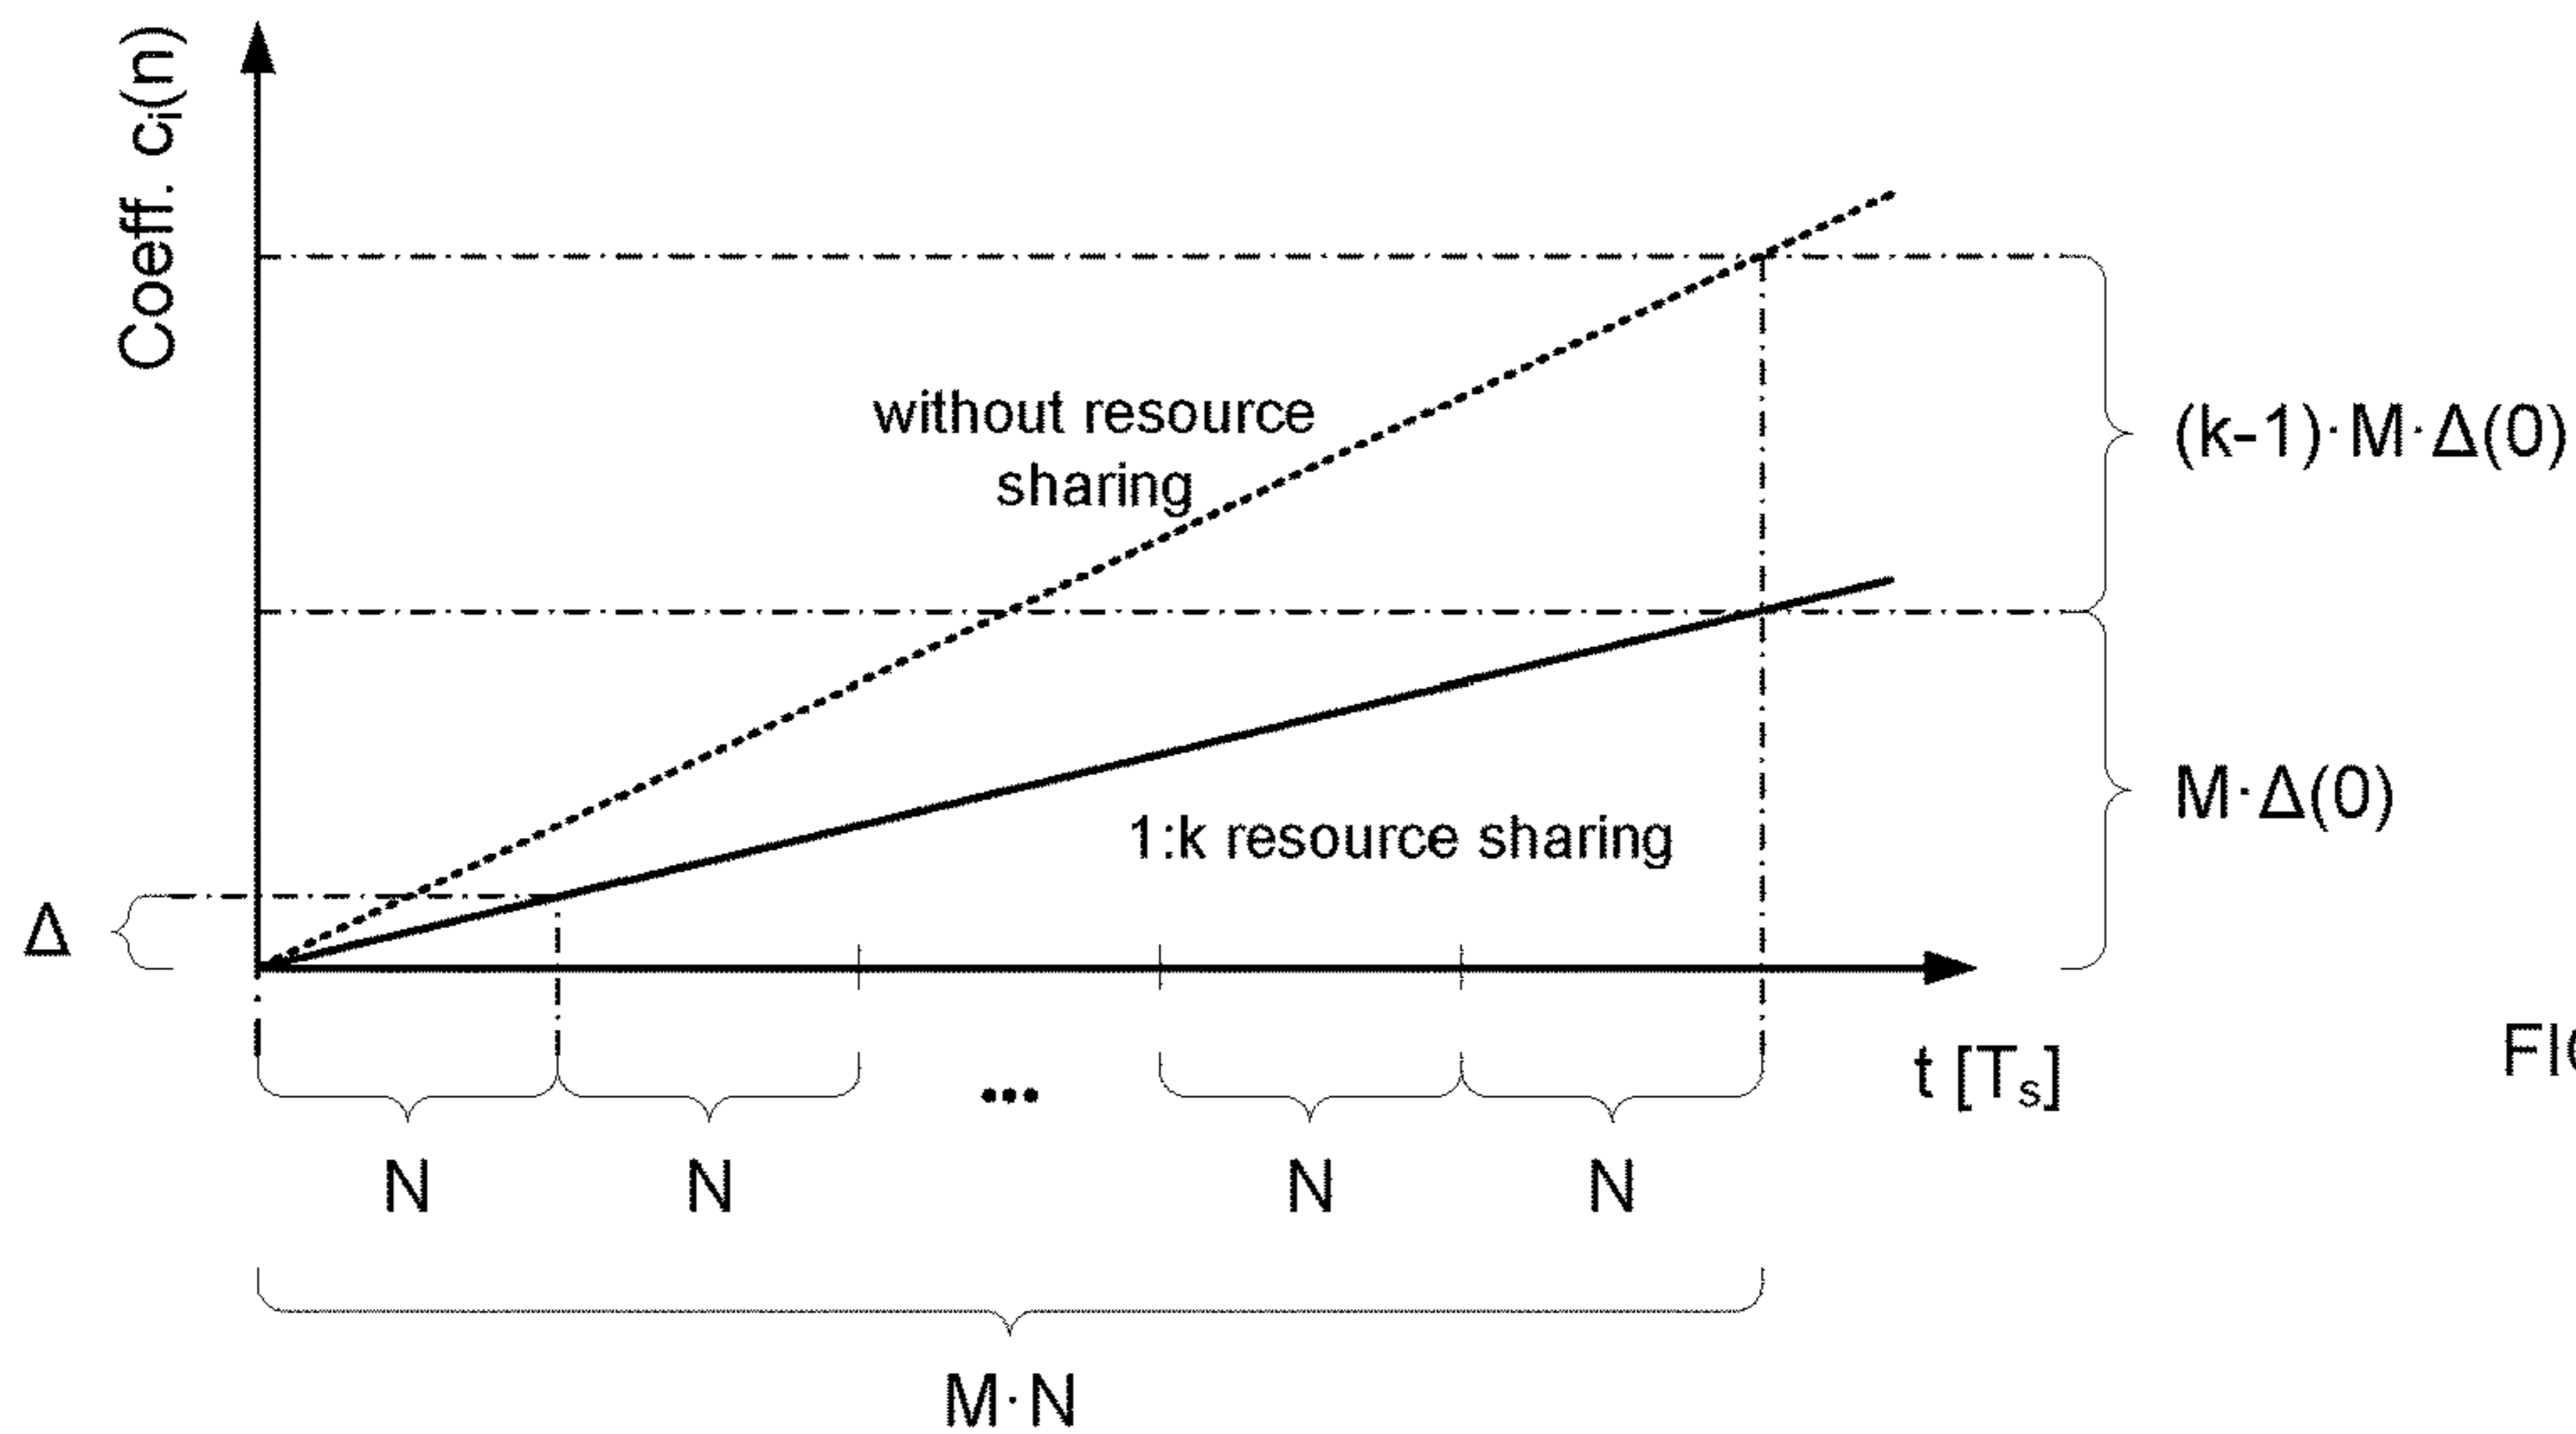 Coeff. cᵢ(n)
without resource
sharing
(k-1)·M·Δ(0)
1:k resource sharing
M·Δ(0)
Δ
t [Tₛ]
N
N
...
N
N
M·N